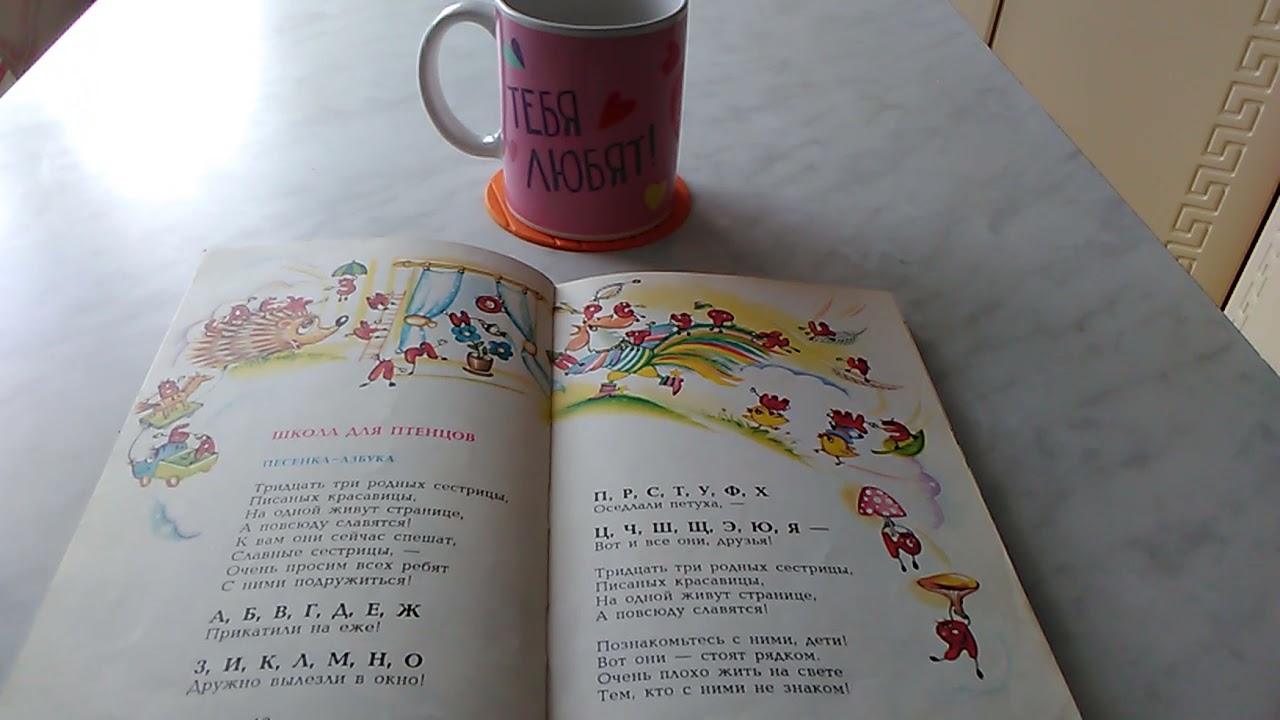 ТЕБЯ
ЛЮБЯТ!
ШКОЛА ДЛЯ ПТЕНЦОВ
ПЕСЕНКА-АЗБУКА
Тридцать три родных сестрицы,
Писаных красавицы,
На одной живут странице,
А повсюду славятся!
К вам они сейчас спешат,
Славные сестрицы, —
Очень просим всех ребят
С ними подружиться!
А, Б, В, Г, Д, Е, Ж
Прикатили на еже!
З, И, К, Л, М, Н, О
Дружно вылезли в окно!
П, Р, С, Т, У, Ф, Х
Оседлали петуха, —
Ц, Ч, Ш, Щ, Э, Ю, Я —
Вот и все они, друзья!
Тридцать три родных сестрицы,
Писаных красавицы,
На одной живут странице,
А повсюду славятся!
Познакомьтесь с ними, дети!
Вот они — стоят рядком.
Очень плохо жить на свете
Тем, кто с ними не знаком!